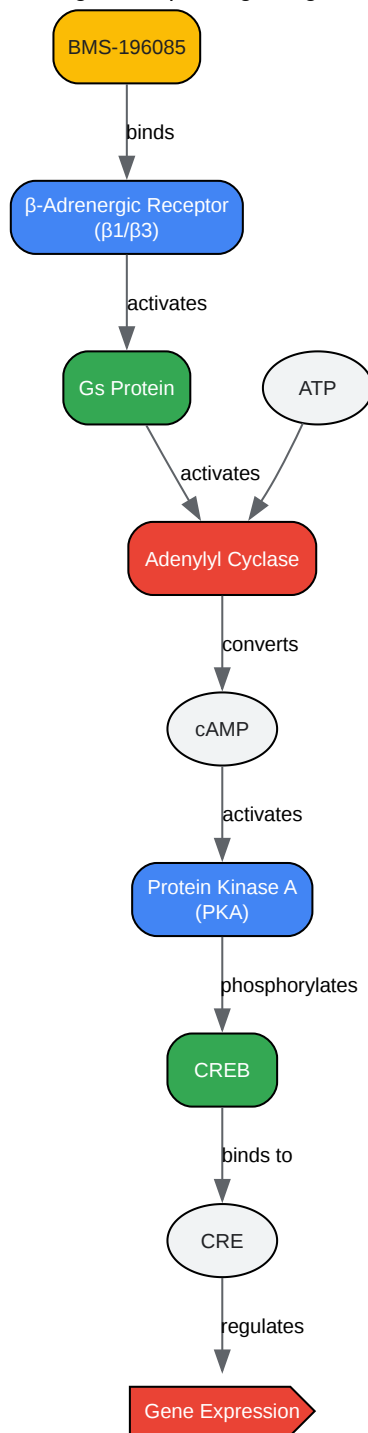 BMS-196085
binds
β-Adrenergic Receptor
(β1/β3)
activates
Gs Protein
ATP
activates
Adenylyl Cyclase
converts
cAMP
activates
Protein Kinase A
(PKA)
phosphorylates
CREB
binds to
CRE
regulates
Gene Expression